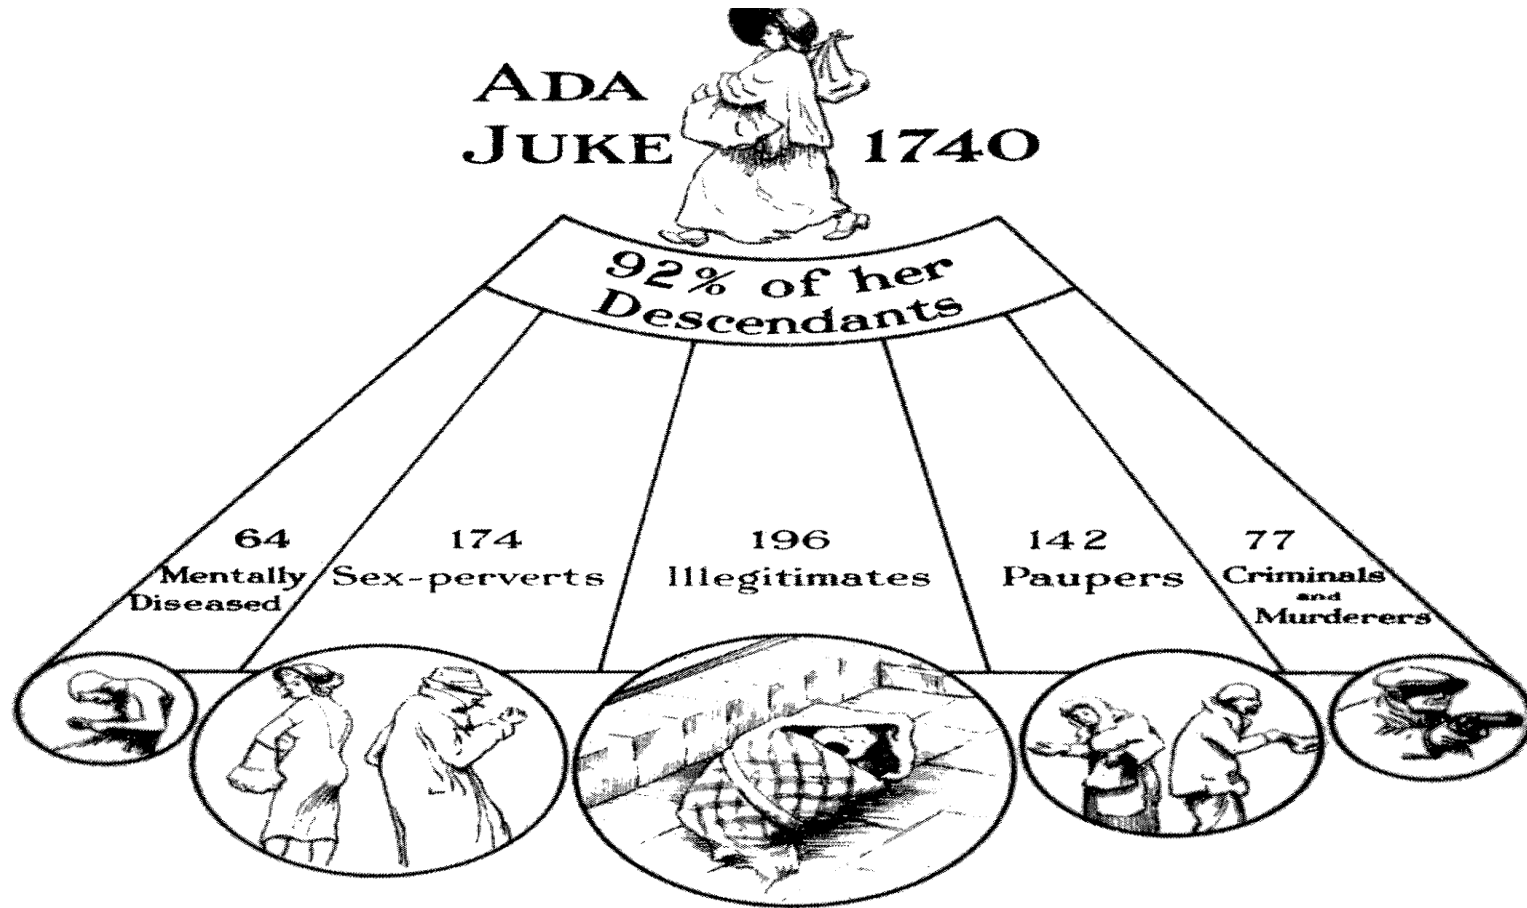 ADA
JUKE 1740
92% of her
Descendants
64
Mentally
Diseased
174
Sex-perverts
196
Illegitimates
142
Paupers
77
Criminals
and
Murderers